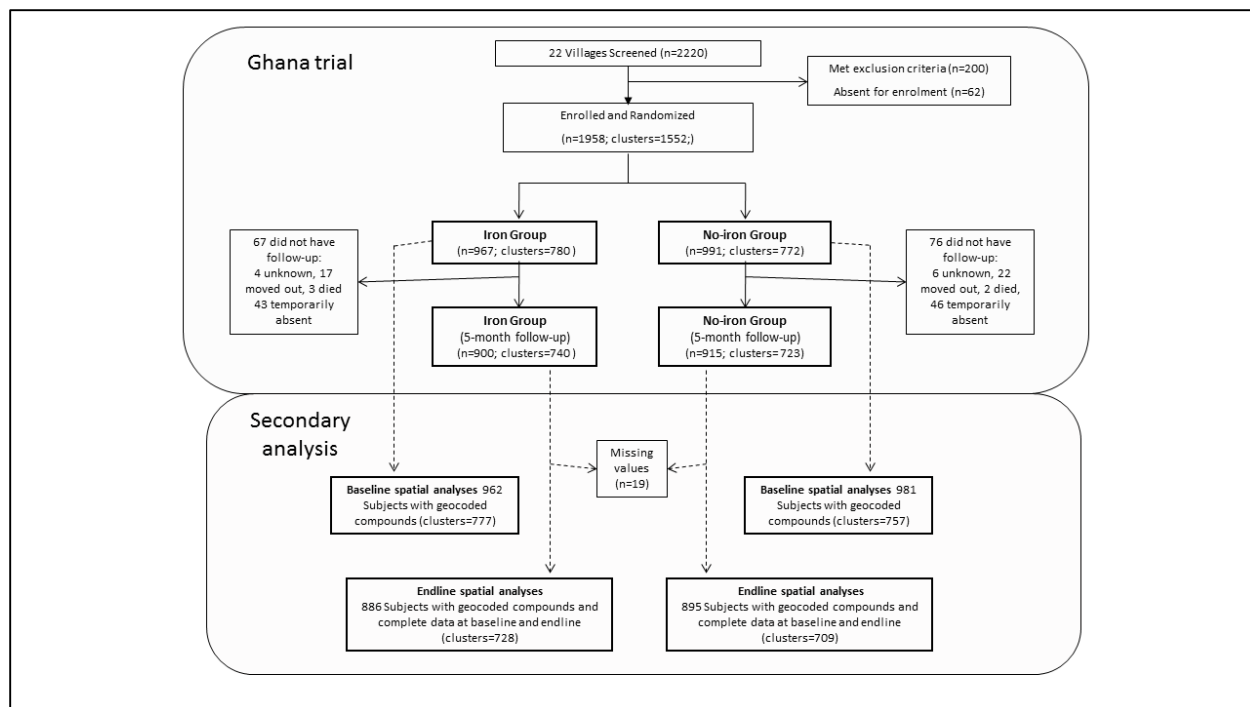 Ghana trial
22 Villages Screened (n=2220)
Met exclusion criteria (n=200)
Absent for enrolment (n=62)
Enrolled and Randomized
(n=1958; clusters=1552;)
67 did not have
follow-up:
4 unknown, 17
moved out, 3 died
43 temporarily
absent
Iron Group
(n=967; clusters=780)
No-iron Group
(n=991; clusters=772)
76 did not have
follow-up:
6 unknown, 22
moved out, 2 died,
46 temporarily
absent
Iron Group
(5-month follow-up)
(n=900; clusters=740 )
No-iron Group
(5-month follow-up)
(n=915; clusters=723)
Secondary
analysis
Missing
values
(n=19)
Baseline spatial analyses 962
Subjects with geocoded
compounds (clusters=777)
Baseline spatial analyses 981
Subjects with geocoded
compounds (clusters=757)
Endline spatial analyses
886 Subjects with geocoded compounds and
complete data at baseline and endline
(clusters=728)
Endline spatial analyses
895 Subjects with geocoded compounds and
complete data at baseline and endline
(clusters=709)